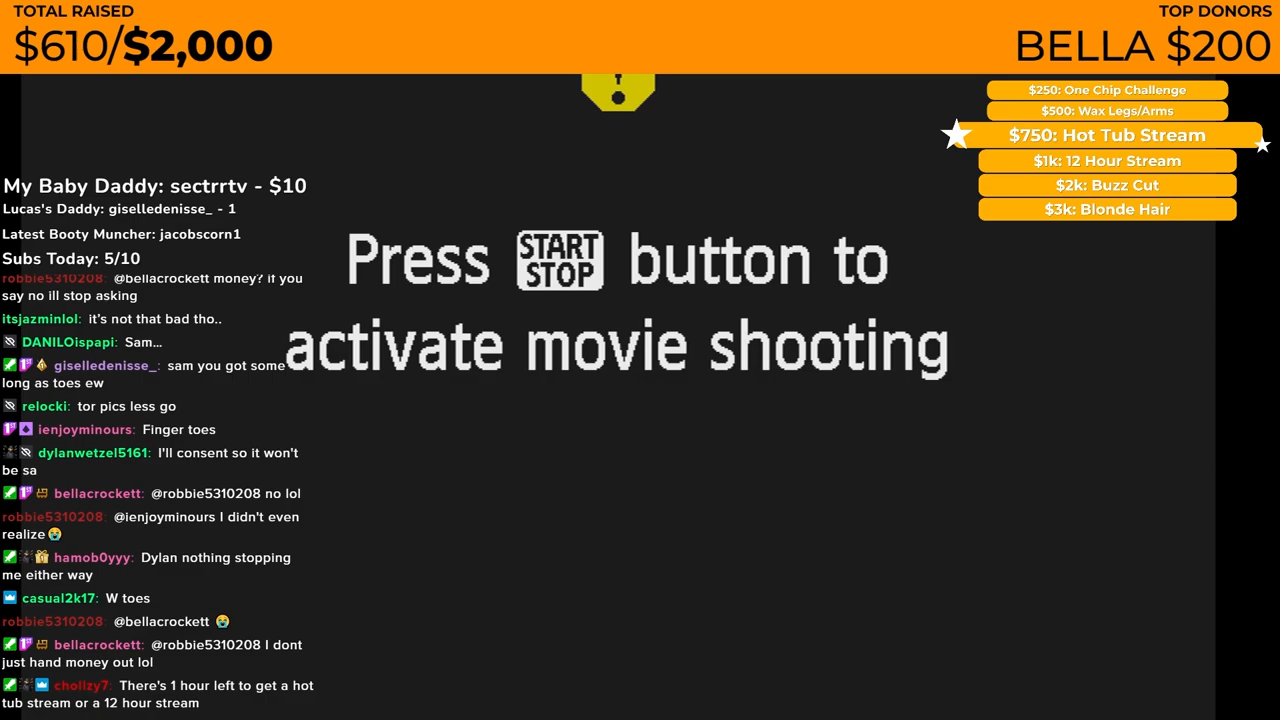 TOTAL RAISED
$610/$2,000
TOP DONORS
BELLA $200
$250: One Chip Challenge
$500: Wax Legs/Arms
$750: Hot Tub Stream
$1k: 12 Hour Stream
$2k: Buzz Cut
$3k: Blonde Hair
!
Press START STOP button to
activate movie shooting
My Baby Daddy: sectrrtv - $10
Lucas's Daddy: giselledenisse_ - 1
Latest Booty Muncher: jacobscorn1
Subs Today: 5/10
robbie5310208: @bellacrockett money? if you
say no ill stop asking
itsjazminlol: it's not that bad tho..
DANILOispapi: Sam...
giselledenisse_: sam you got some
long as toes ew
relocki: tor pics less go
ienjoyminours: Finger toes
dylanwetzel5161: I'll consent so it won't
be sa
bellacrockett: @robbie5310208 no lol
robbie5310208: @ienjoyminours I didn't even
realize😭
hamob0yyy: Dylan nothing stopping
me either way
casual2k17: W toes
robbie5310208: @bellacrockett 😭
bellacrockett: @robbie5310208 I dont
just hand money out lol
chollzy7: There's 1 hour left to get a hot
tub stream or a 12 hour stream